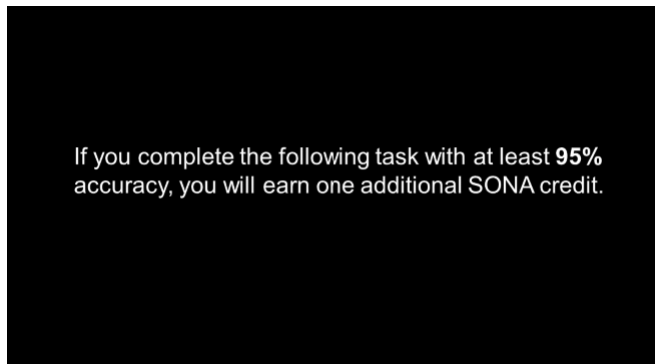 If you complete the following task with at least 95%
accuracy, you will earn one additional SONA credit.